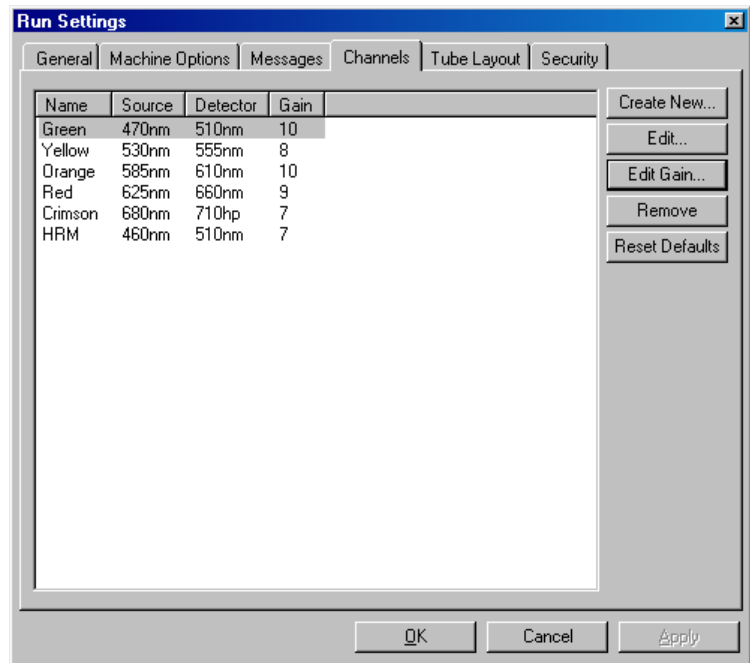 Run Settings
General Machine Options Messages Channels Tube Layout Security
Name Source Detector Gain
Green 470nm 510nm 10
Yellow 530nm 555nm 8
Orange 585nm 610nm 10
Red 625nm 660nm 9
Crimson 680nm 710hp 7
HRM 460nm 510nm 7
Create New...
Edit...
Edit Gain...
Remove
Reset Defaults
OK Cancel Apply